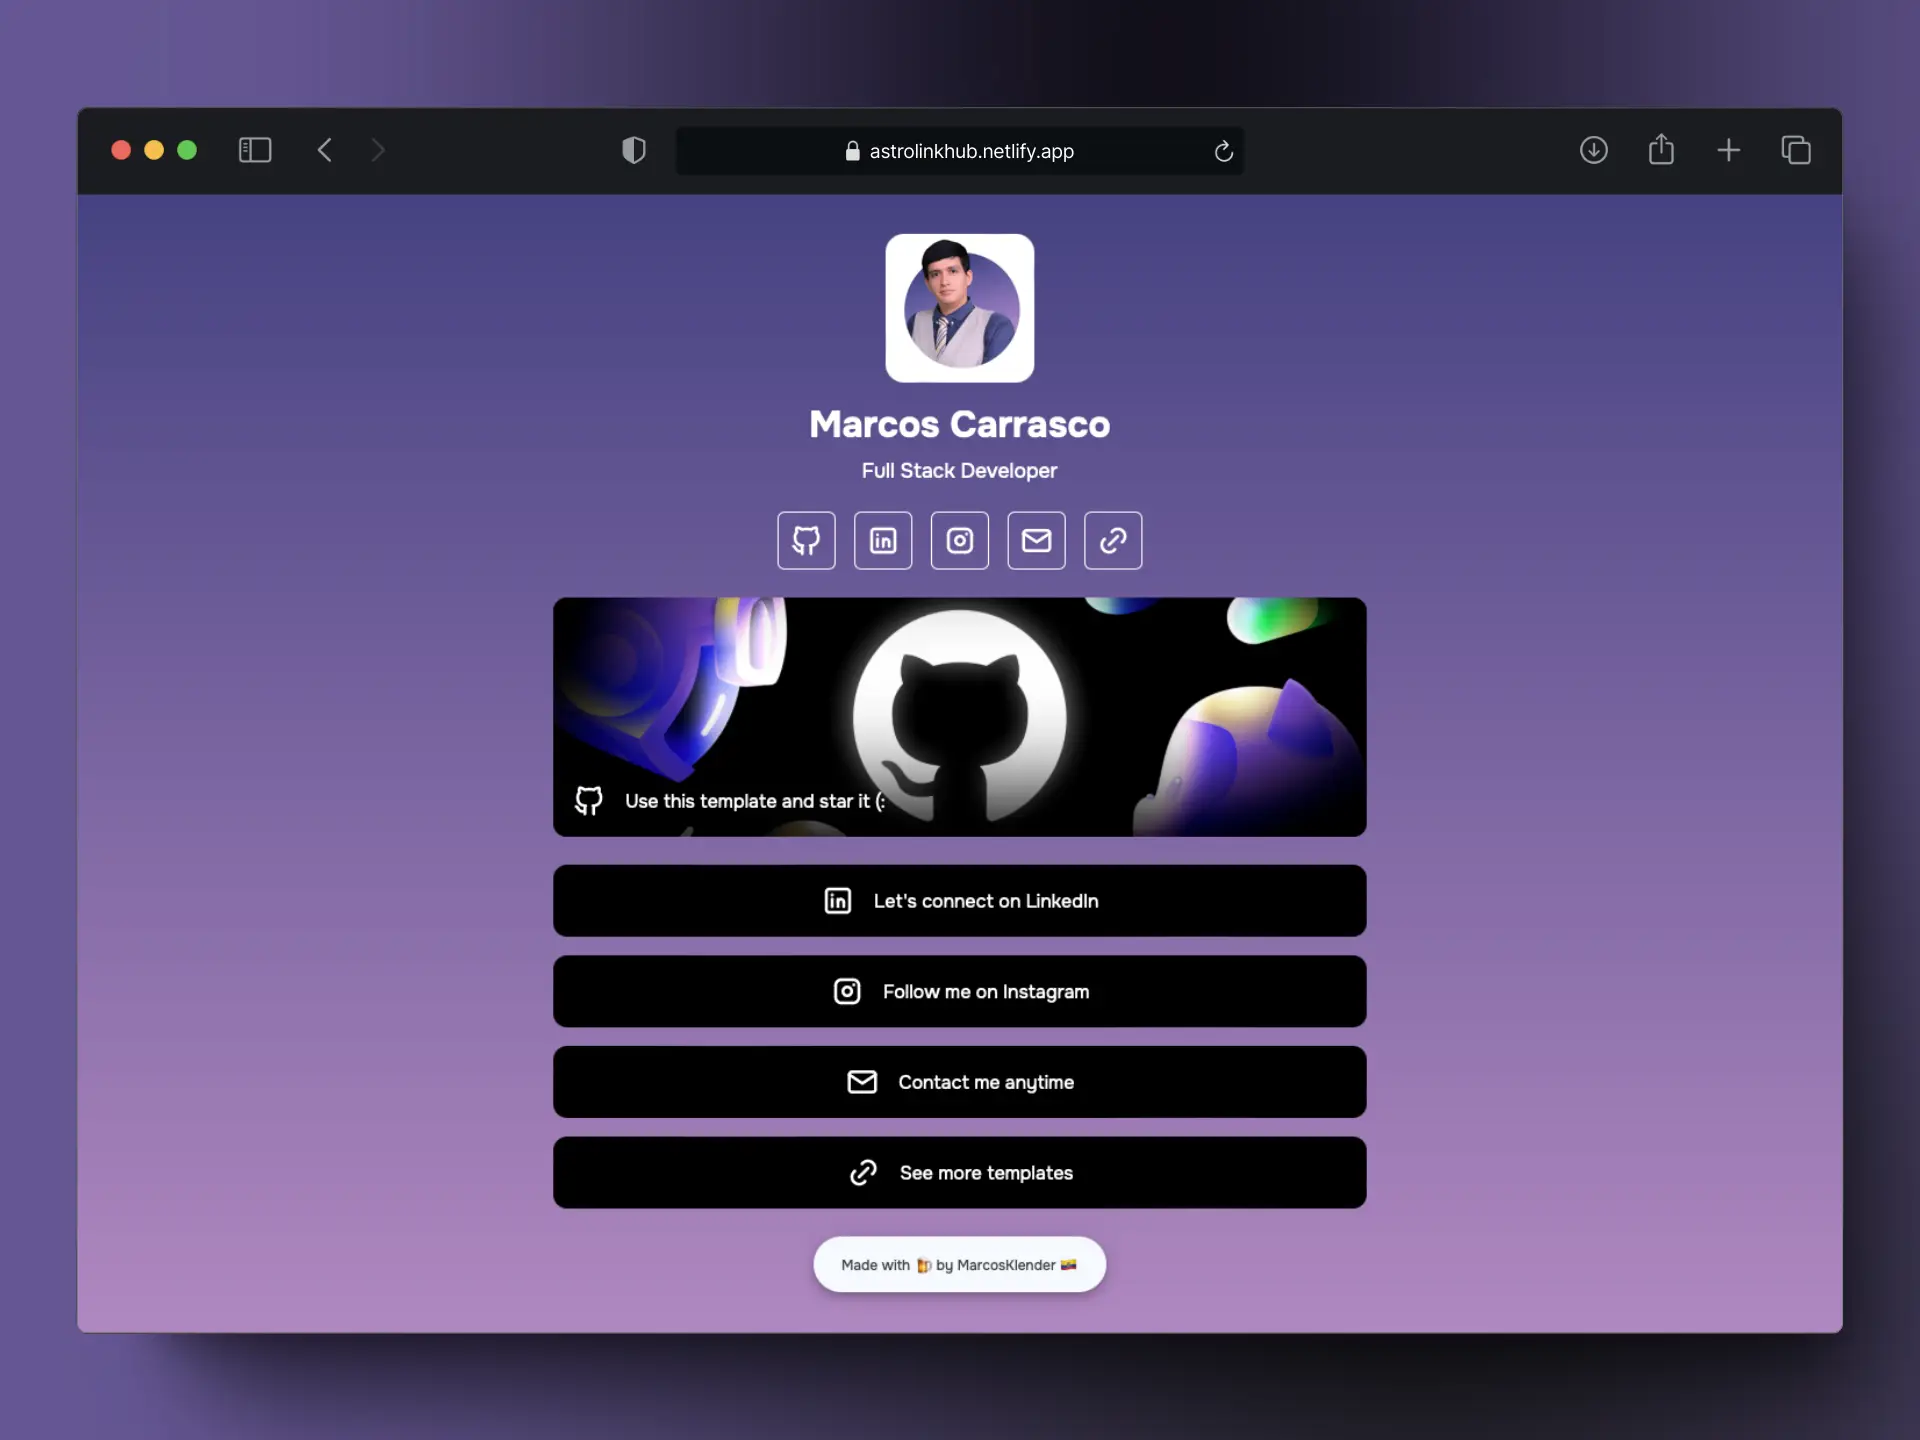 astrolinkhub.netlify.app
Marcos Carrasco
Full Stack Developer
Use this template and star it (:
Let's connect on LinkedIn
Follow me on Instagram
Contact me anytime
See more templates
Made with 🍻 by MarcosKlender 🇪🇨